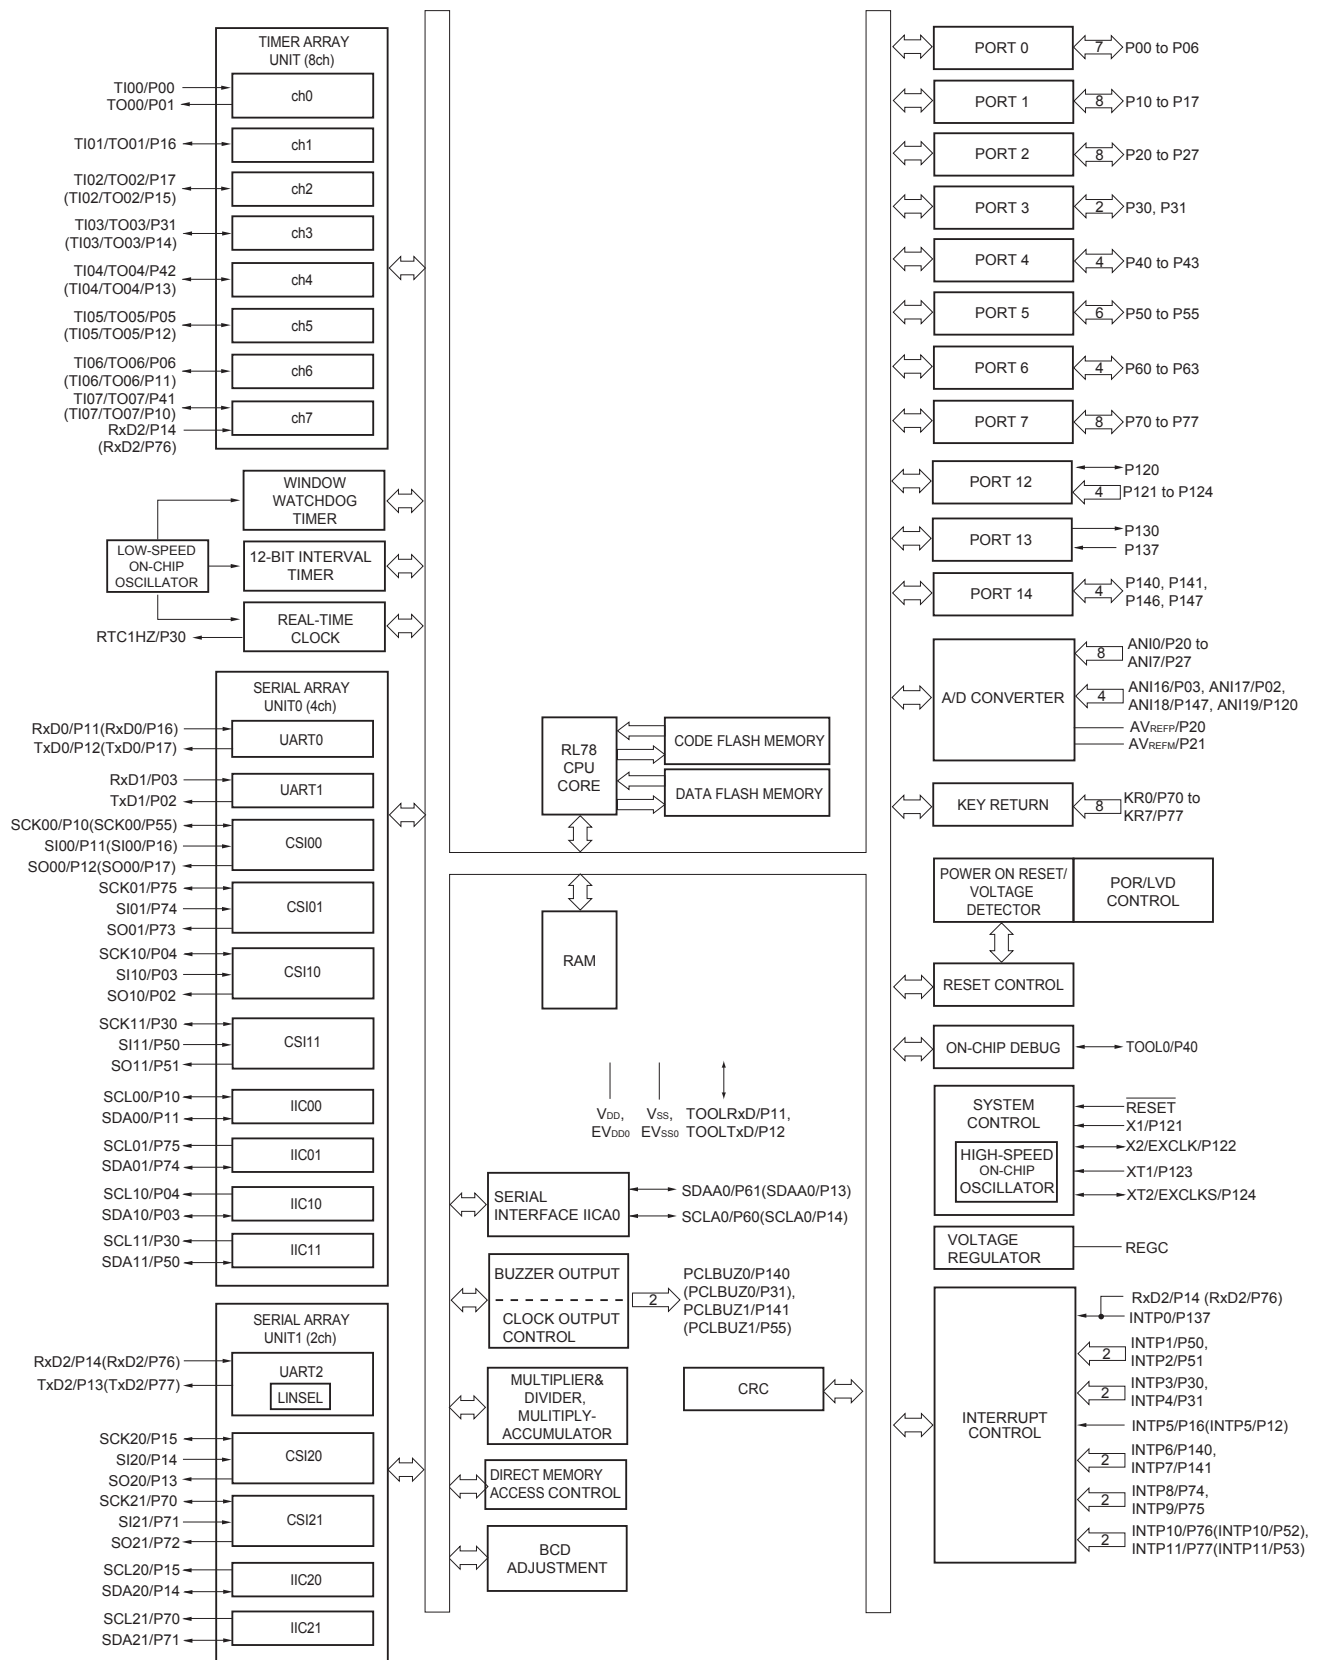 TIMER ARRAY
UNIT (8ch)
TI00/P00
TO00/P01
ch0
TI01/TO01/P16
ch1
TI02/TO02/P17
(TI02/TO02/P15)
ch2
TI03/TO03/P31
(TI03/TO03/P14)
ch3
TI04/TO04/P42
(TI04/TO04/P13)
ch4
TI05/TO05/P05
(TI05/TO05/P12)
ch5
TI06/TO06/P06
(TI06/TO06/P11)
ch6
TI07/TO07/P41
(TI07/TO07/P10)
RxD2/P14
(RxD2/P76)
ch7
WINDOW
WATCHDOG
TIMER
LOW-SPEED
ON-CHIP
OSCILLATOR
12-BIT INTERVAL
TIMER
REAL-TIME
CLOCK
RTC1HZ/P30
SERIAL ARRAY
UNIT0 (4ch)
RxD0/P11(RxD0/P16)
TxD0/P12(TxD0/P17)
UART0
RxD1/P03
TxD1/P02
UART1
SCK00/P10(SCK00/P55)
SI00/P11(SI00/P16)
SO00/P12(SO00/P17)
CSI00
SCK01/P75
SI01/P74
SO01/P73
CSI01
SCK10/P04
SI10/P03
SO10/P02
CSI10
SCK11/P30
SI11/P50
SO11/P51
CSI11
SCL00/P10
SDA00/P11
IIC00
SCL01/P75
SDA01/P74
IIC01
SCL10/P04
SDA10/P03
IIC10
SCL11/P30
SDA11/P50
IIC11
SERIAL ARRAY
UNIT1 (2ch)
RxD2/P14(RxD2/P76)
TxD2/P13(TxD2/P77)
UART2
LINSEL
SCK20/P15
SI20/P14
SO20/P13
CSI20
SCK21/P70
SI21/P71
SO21/P72
CSI21
SCL20/P15
SDA20/P14
IIC20
SCL21/P70
SDA21/P71
IIC21
RL78
CPU
CORE
CODE FLASH MEMORY
DATA FLASH MEMORY
RAM
VDD,
EVDD0
VSS,
EVSS0
TOOLRxD/P11,
TOOLTxD/P12
SERIAL
INTERFACE IICA0
SDAA0/P61(SDAA0/P13)
SCLA0/P60(SCLA0/P14)
BUZZER OUTPUT
CLOCK OUTPUT
CONTROL
2
PCLBUZ0/P140
(PCLBUZ0/P31),
PCLBUZ1/P141
(PCLBUZ1/P55)
MULTIPLIER&
DIVIDER,
MULITIPLY-
ACCUMULATOR
CRC
DIRECT MEMORY
ACCESS CONTROL
BCD
ADJUSTMENT
PORT 0
7
P00 to P06
PORT 1
8
P10 to P17
PORT 2
8
P20 to P27
PORT 3
2
P30, P31
PORT 4
4
P40 to P43
PORT 5
6
P50 to P55
PORT 6
4
P60 to P63
PORT 7
8
P70 to P77
PORT 12
P120
4
P121 to P124
PORT 13
P130
P137
PORT 14
4
P140, P141,
P146, P147
A/D CONVERTER
8
ANI0/P20 to
ANI7/P27
4
ANI16/P03, ANI17/P02,
ANI18/P147, ANI19/P120
AVREFP/P20
AVREFM/P21
KEY RETURN
8
KR0/P70 to
KR7/P77
POWER ON RESET/
VOLTAGE
DETECTOR
POR/LVD
CONTROL
RESET CONTROL
ON-CHIP DEBUG
TOOL0/P40
SYSTEM
CONTROL
HIGH-SPEED
ON-CHIP
OSCILLATOR
RESET
X1/P121
X2/EXCLK/P122
XT1/P123
XT2/EXCLKS/P124
VOLTAGE
REGULATOR
REGC
INTERRUPT
CONTROL
RxD2/P14 (RxD2/P76)
INTP0/P137
2
INTP1/P50,
INTP2/P51
2
INTP3/P30,
INTP4/P31
INTP5/P16(INTP5/P12)
2
INTP6/P140,
INTP7/P141
2
INTP8/P74,
INTP9/P75
2
INTP10/P76(INTP10/P52),
INTP11/P77(INTP11/P53)